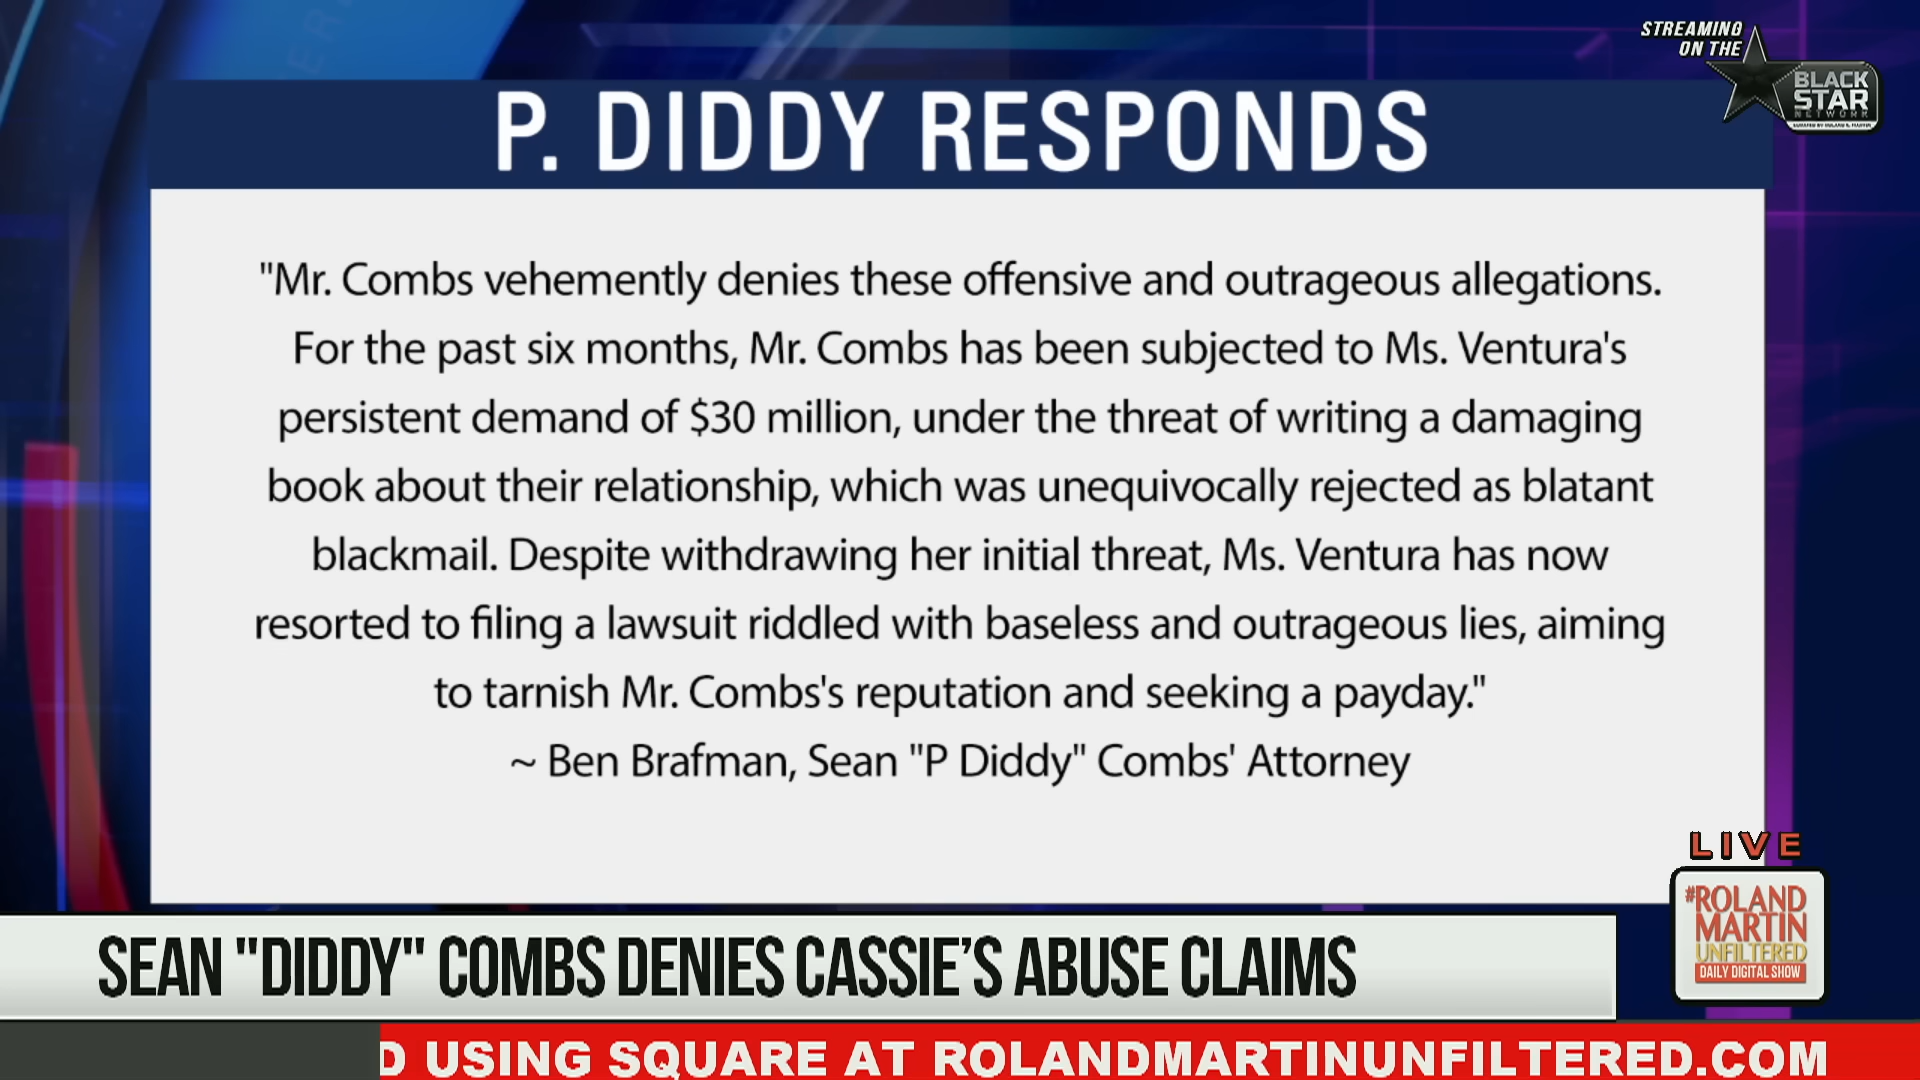 STREAMING
ON THE
BLACK
STAR
NETWORK
P. DIDDY RESPONDS
"Mr. Combs vehemently denies these offensive and outrageous allegations.
For the past six months, Mr. Combs has been subjected to Ms. Ventura's
persistent demand of $30 million, under the threat of writing a damaging
book about their relationship, which was unequivocally rejected as blatant
blackmail. Despite withdrawing her initial threat, Ms. Ventura has now
resorted to filing a lawsuit riddled with baseless and outrageous lies, aiming
to tarnish Mr. Combs's reputation and seeking a payday."
~ Ben Brafman, Sean "P Diddy" Combs' Attorney
LIVE
#ROLAND
MARTIN
UNFILTERED
DAILY DIGITAL SHOW
SEAN "DIDDY" COMBS DENIES CASSIE’S ABUSE CLAIMS
D USING SQUARE AT ROLANDMARTINUNFILTERED.COM